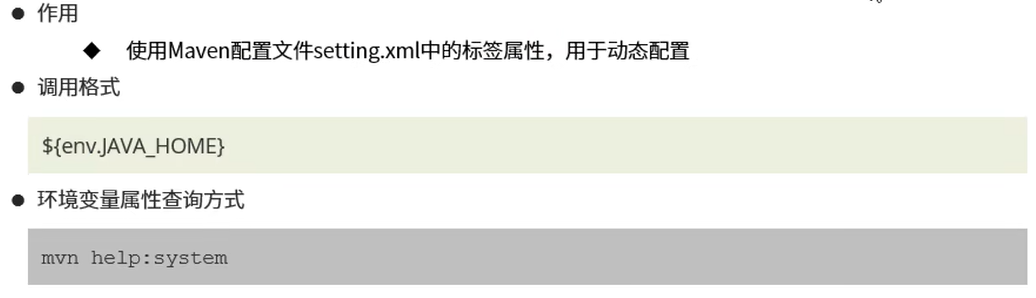 作用
使用Maven配置文件setting.xml中的标签属性，用于动态配置
调用格式
${env.JAVA_HOME}
环境变量属性查询方式
mvn help:system